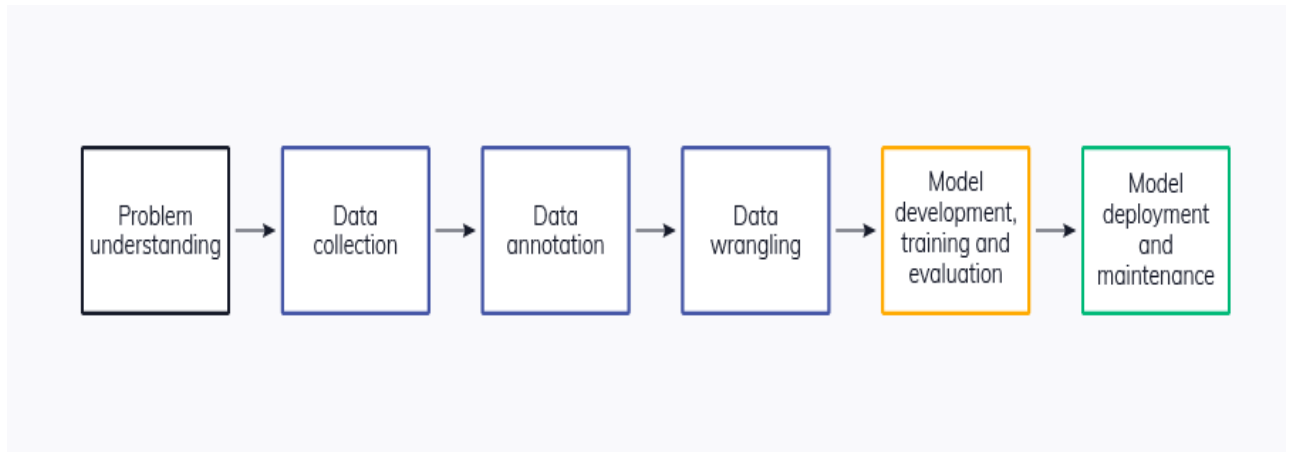 Problem
understanding
Data
collection
Data
annotation
Data
wrangling
Model
development,
training and
evaluation
Model
deployment
and
maintenance